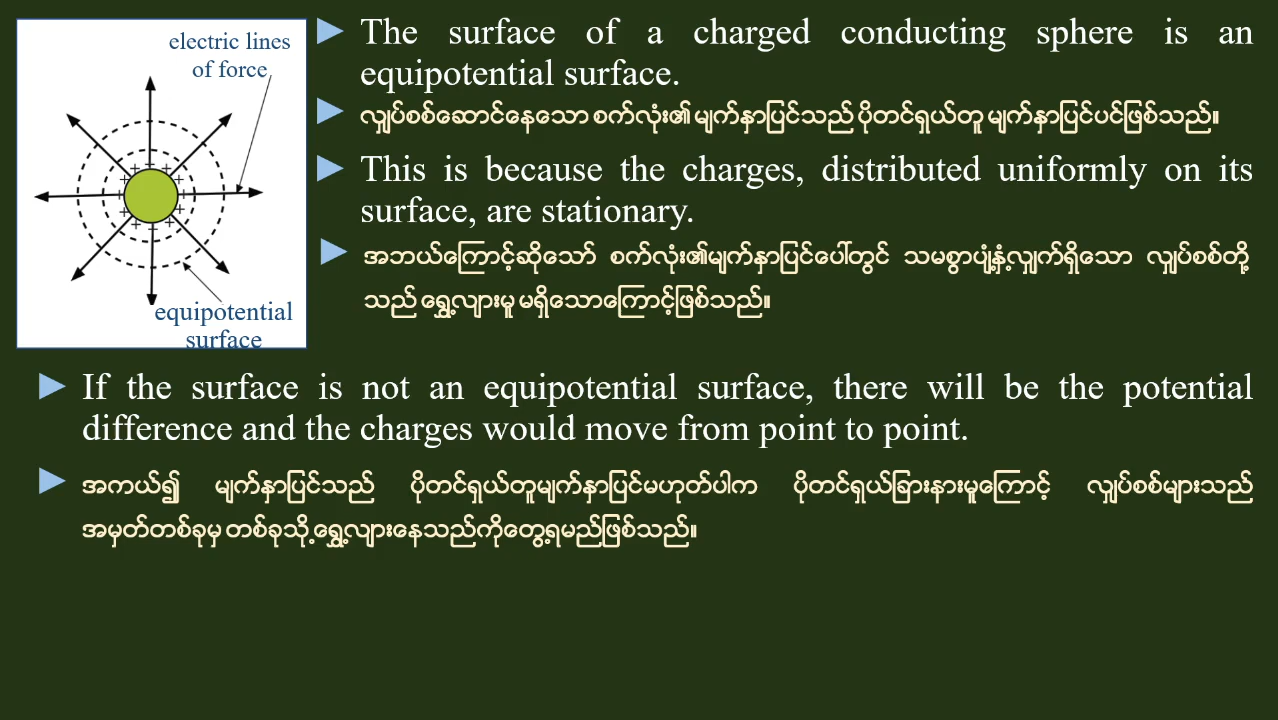 electric lines
of force
equipotential
surface
The surface of a charged conducting sphere is an
equipotential surface.
လျှပ်စစ်ဆောင်နေသော စက်လုံး၏ မျက်နှာပြင်သည် ပိုတင်ရှယ်တူ မျက်နှာပြင်ပင်ဖြစ်သည်။
This is because the charges, distributed uniformly on its
surface, are stationary.
အဘယ်ကြောင့်ဆိုသော် စက်လုံး၏မျက်နှာပြင်ပေါ်တွင် သမစွာပျံ့နှံ့လျှက်ရှိသော လျှပ်စစ်တို့
သည် ရွှေ့လျားမူ မရှိသောကြောင့်ဖြစ်သည်။
If the surface is not an equipotential surface, there will be the potential
difference and the charges would move from point to point.
အကယ်၍ မျက်နှာပြင်သည် ပိုတင်ရှယ်တူမျက်နှာပြင်မဟုတ်ပါက ပိုတင်ရှယ်ခြားနားမူကြောင့် လျှပ်စစ်များသည်
အမှတ်တစ်ခုမှ တစ်ခုသို့ ရွှေ့လျားနေသည်ကိုတွေ့ရမည်ဖြစ်သည်။